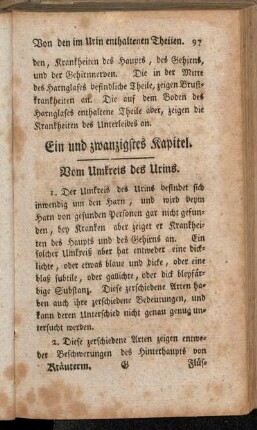 Von den im Urin enthaltenen Theilen. 97
den, Krankheiten des Haupts, des Gehirns,
und der Gehirnnerven. Die in der Mitte
des Harnglases befindliche Theile, zeigen Brust-
krankheiten an. Die auf dem Boden des
Harnglases enthaltene Theile aber, zeigen die
Krankheiten des Unterleibes an.
Ein und zwanzigstes Kapitel.
Vom Umkreis des Urins.
1. Der Umkreis des Urins befindet sich
inwendig um den Harn, und wird beym
Harn von gesunden Personen gar nicht gefun-
den, bey Kranken aber zeiget er Krankhei-
ten des Haupts und des Gehirns an. Ein
solcher Umkreiß aber hat entweder eine dick-
lichte, oder etwas blaue und dicke, oder eine
blaß subtile, oder gallichte, oder dick bleyfär-
bige Substanz. Diese zerschiedene Arten ha-
ben auch ihre zerschiedene Bedeutungen, und
kann deren Unterschied nicht genau genug un-
tersucht werden.
2. Diese zerschiedene Arten zeigen entwe-
der Beschwerungen des Hinterhaupts von
Kräuterm. G Flüs-